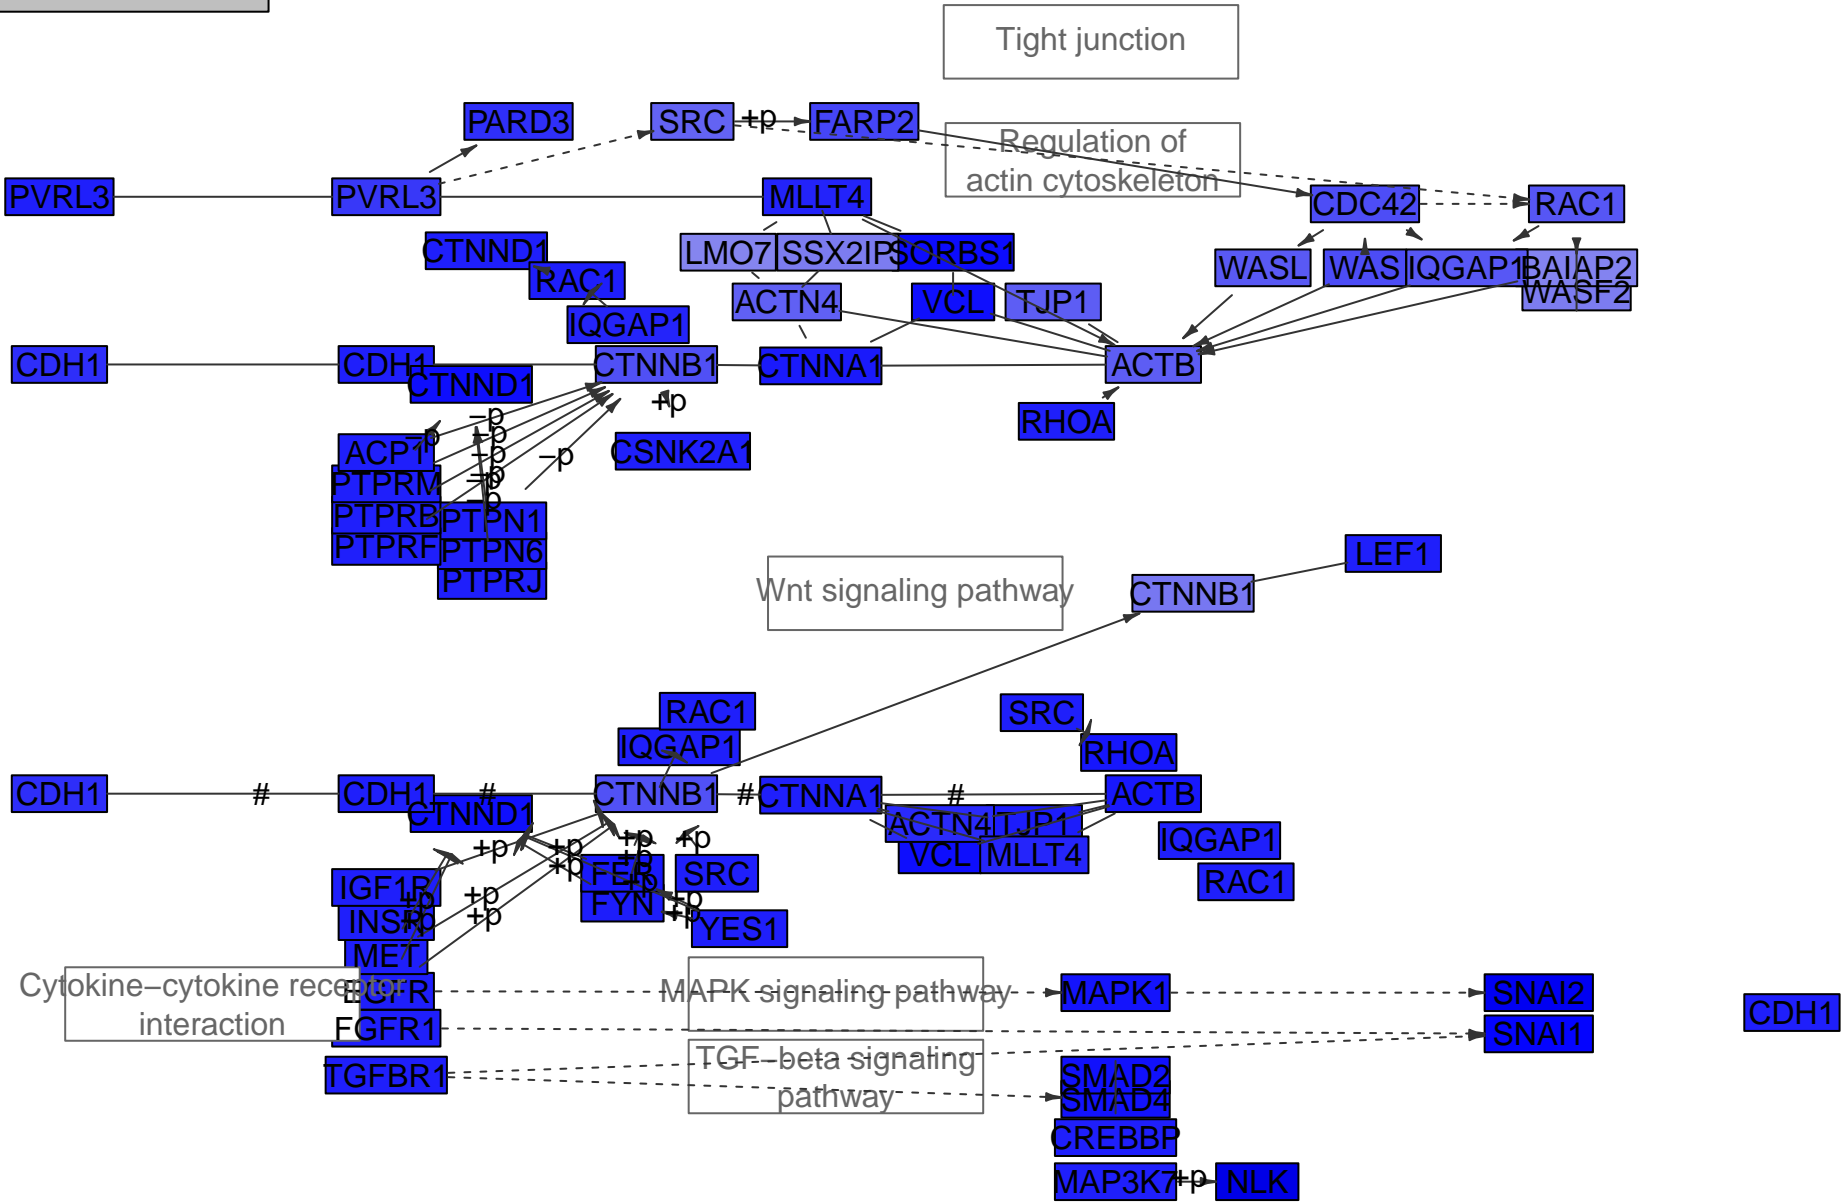 Tight junction
PARD3
SRC
+p
FARP2
Regulation of
actin cytoskeleton
PVRL3
PVRL3
MLLT4
CDC42
RAC1
CTNND1
RAC1
LMO7
SSX2IP
SORBS1
WASL
WAS
IQGAP1
BAIAP2
WASF2
ACTN4
VCL
TJP1
IQGAP1
CDH1
CDH1
CTNND1
CTNNB1
CTNNA1
ACTB
+p
RHOA
–p
–p
–p
–p
–p
–p
–p
–p
ACP1
CSNK2A1
PTPRM
PTPRB
PTPN1
PTPRF
PTPN6
PTPRJ
LEF1
Wnt signaling pathway
CTNNB1
RAC1
SRC
IQGAP1
RHOA
CDH1
#
CDH1
#
CTNNB1
#
CTNNA1
#
ACTB
CTNND1
ACTN4
TJP1
IQGAP1
VCL
MLLT4
+p
+p
+p
+p
+p
+p
+p
FER
SRC
RAC1
IGF1R
+p
+p
+p
+p
FYN
+p
+p
INSR
YES1
MET
Cytokine–cytokine receptor
interaction
EGFR
MAPK signaling pathway
MAPK1
SNAI2
CDH1
FGFR1
SNAI1
TGF–beta signaling
pathway
TGFBR1
SMAD2
SMAD4
CREBBP
MAP3K7
+p
NLK